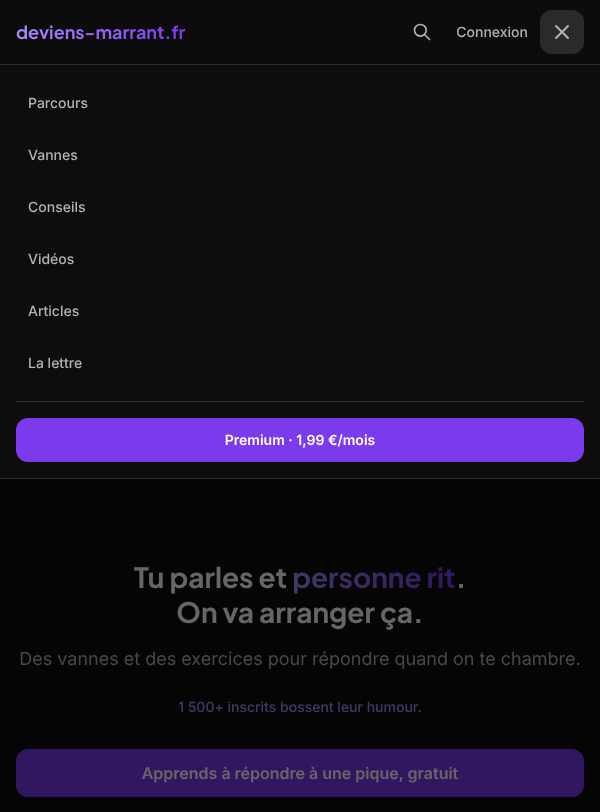 deviens-marrant.fr
Connexion
Parcours
Vannes
Conseils
Vidéos
Articles
La lettre
Premium · 1,99 €/mois
Tu parles et personne rit.
On va arranger ça.
Des vannes et des exercices pour répondre quand on te chambre.
1 500+ inscrits bossent leur humour.
Apprends à répondre à une pique, gratuit